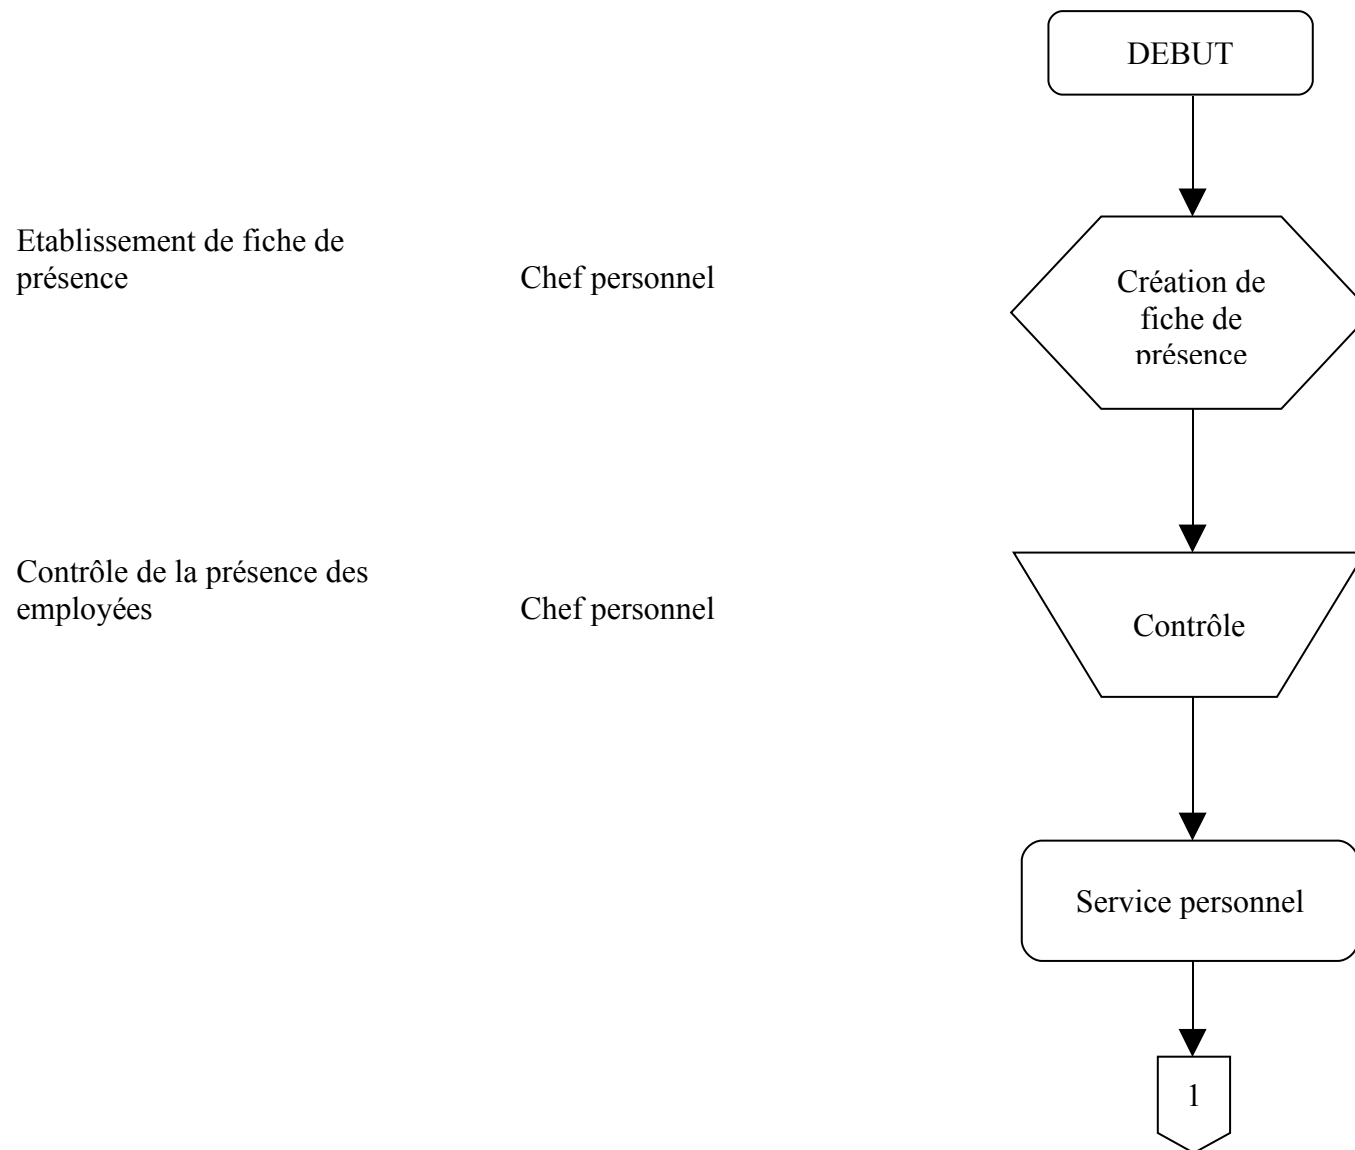 DEBUT
Etablissement de fiche de
présence
Chef personnel
Création de
fiche de
présence
Contrôle de la présence des
employées
Chef personnel
Contrôle
Service personnel
1